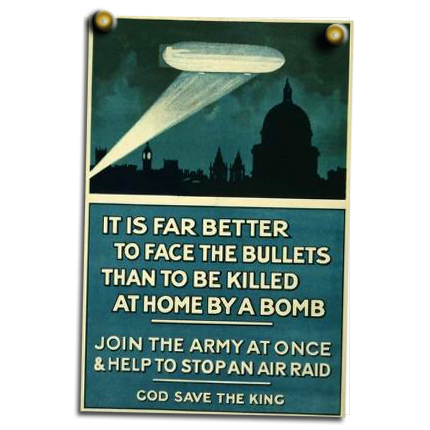 IT IS FAR BETTER
TO FACE THE BULLETS
THAN TO BE KILLED
AT HOME BY A BOMB
JOIN THE ARMY AT ONCE
& HELP TO STOP AN AIR RAID
GOD SAVE THE KING